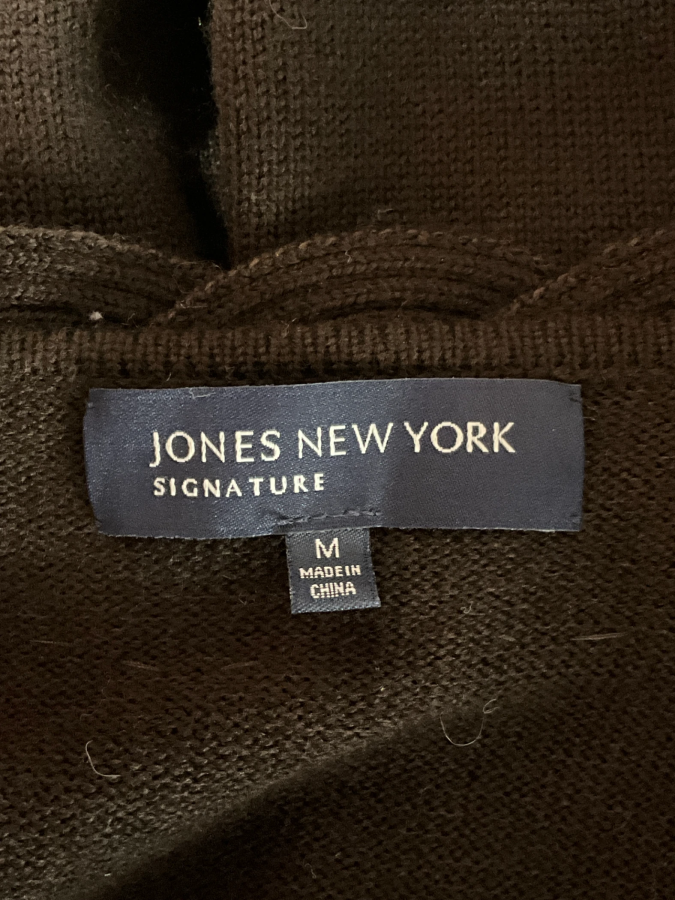 JONES NEW YORK
SIGNATURE
M
MADE IN
CHINA